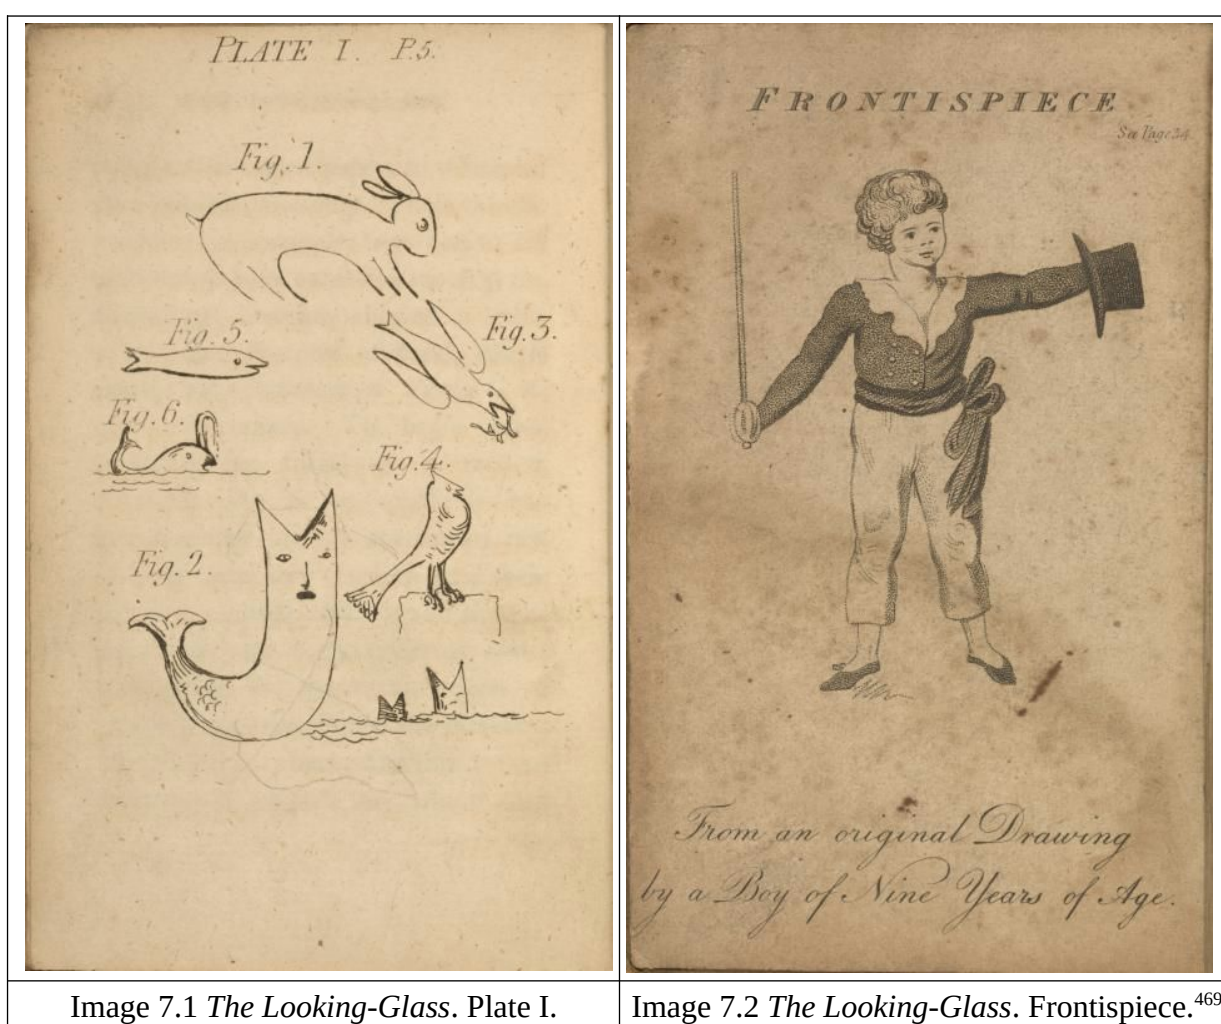 PLATE I. P.5.
Fig. 1.
Fig. 5.
Fig. 3.
Fig. 6.
Fig. 4.
Fig. 2.
Image 7.1 The Looking-Glass. Plate I.
FRONTISPIECE
See Page 34
From an original Drawing
by a Boy of Nine Years of Age.
Image 7.2 The Looking-Glass. Frontispiece.469